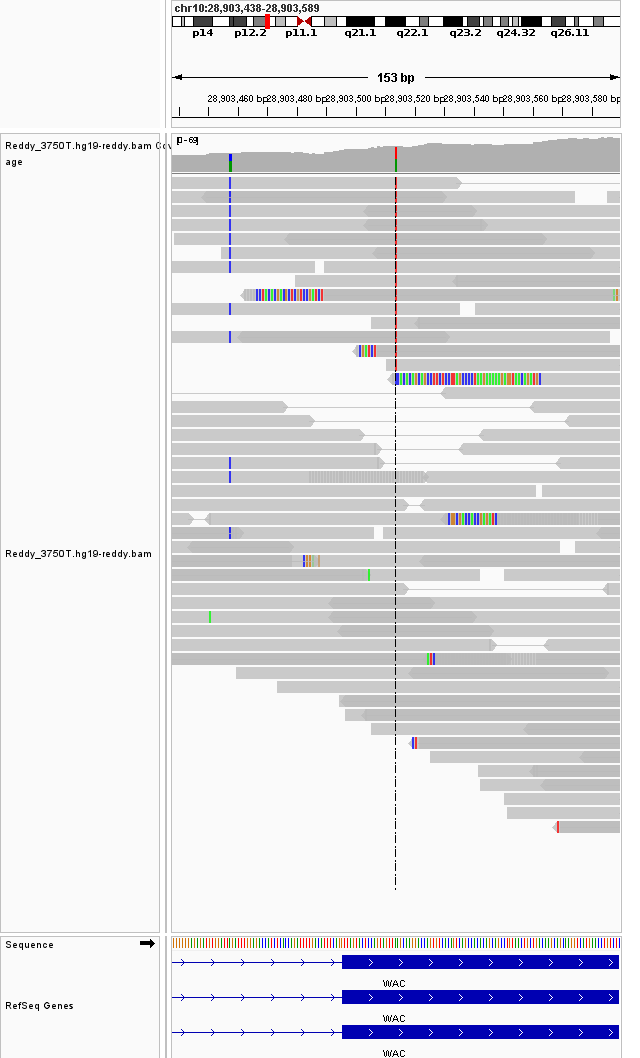 chr10:28,903,438-28,903,589
p14 p12.2 p11.1 q21.1 q22.1 q23.2 q24.32 q26.11
153 bp
28,903,460 bp 28,903,480 bp 28,903,500 bp 28,903,520 bp 28,903,540 bp 28,903,560 bp 28,903,580 bp
[0 - 69]
Reddy_3750T.hg19-reddy.bam Cov
age
Reddy_3750T.hg19-reddy.bam
Sequence
WAC
RefSeq Genes
WAC
WAC